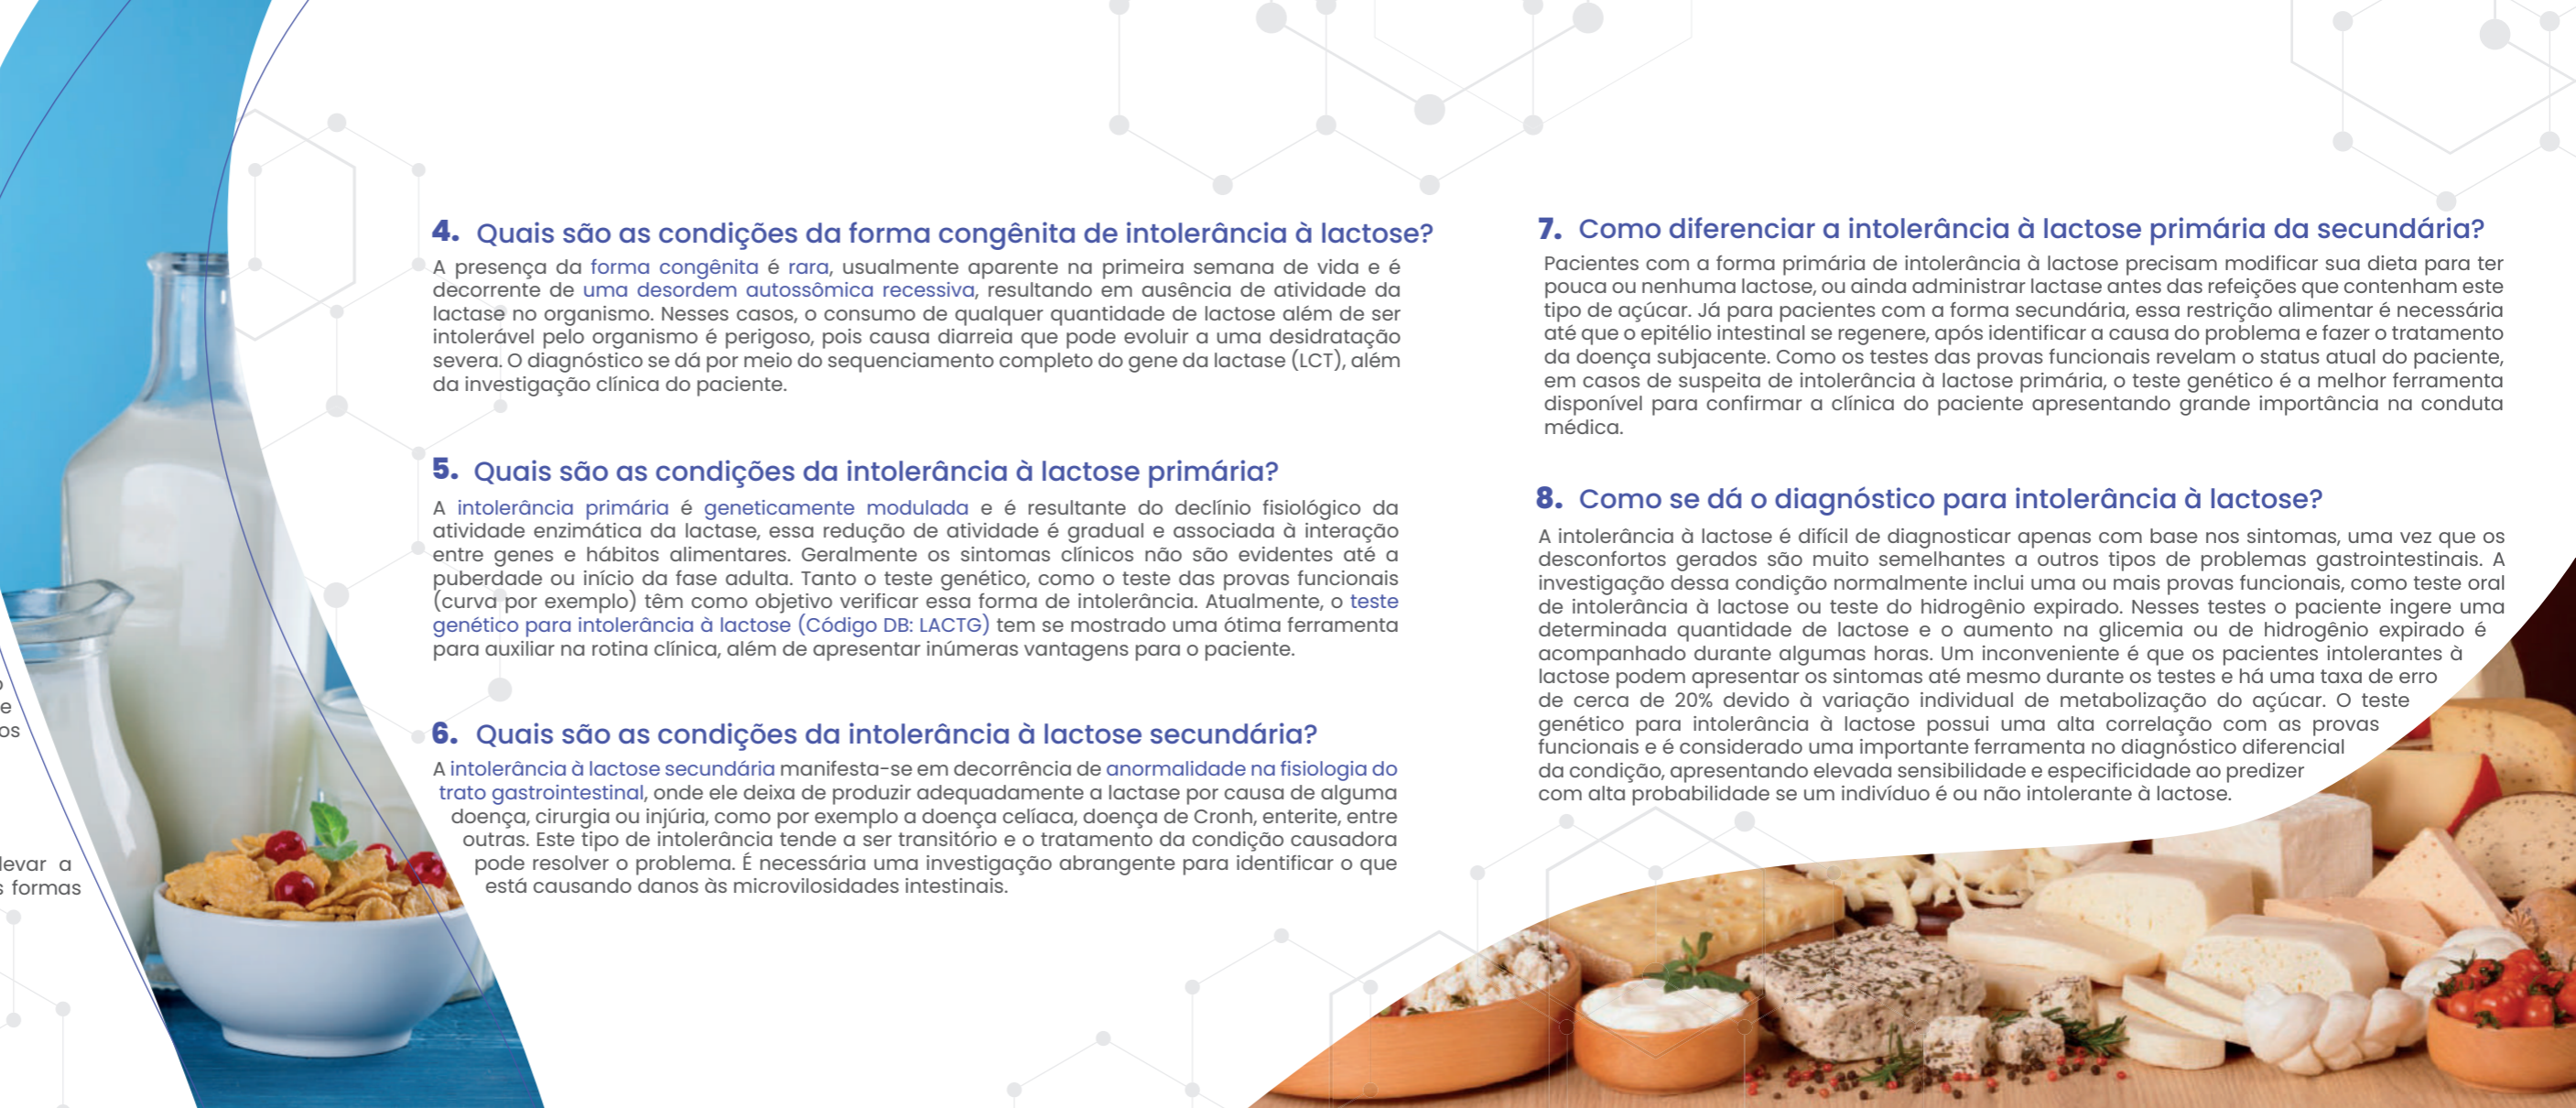 4. Quais são as condições da forma congênita de intolerância à lactose?
A presença da forma congênita é rara, usualmente aparente na primeira semana de vida e é
decorrente de uma desordem autossômica recessiva, resultando em ausência de atividade da
lactase no organismo. Nesses casos, o consumo de qualquer quantidade de lactose além de ser
intolerável pelo organismo é perigoso, pois causa diarreia que pode evoluir a uma desidratação
severa. O diagnóstico se dá por meio do sequenciamento completo do gene da lactase (LCT), além
da investigação clínica do paciente.
5. Quais são as condições da intolerância à lactose primária?
A intolerância primária é geneticamente modulada e é resultante do declínio fisiológico da
atividade enzimática da lactase, essa redução de atividade é gradual e associada à interação
entre genes e hábitos alimentares. Geralmente os sintomas clínicos não são evidentes até a
puberdade ou início da fase adulta. Tanto o teste genético, como o teste das provas funcionais
(curva por exemplo) têm como objetivo verificar essa forma de intolerância. Atualmente, o teste
genético para intolerância à lactose (Código DB: LACTG) tem se mostrado uma ótima ferramenta
para auxiliar na rotina clínica, além de apresentar inúmeras vantagens para o paciente.
6. Quais são as condições da intolerância à lactose secundária?
A intolerância à lactose secundária manifesta-se em decorrência de anormalidade na fisiologia do
trato gastrointestinal, onde ele deixa de produzir adequadamente a lactase por causa de alguma
doença, cirurgia ou injúria, como por exemplo a doença celíaca, doença de Cronh, enterite, entre
outras. Este tipo de intolerância tende a ser transitório e o tratamento da condição causadora
pode resolver o problema. É necessária uma investigação abrangente para identificar o que
está causando danos às microvilosidades intestinais.
7. Como diferenciar a intolerância à lactose primária da secundária?
Pacientes com a forma primária de intolerância à lactose precisam modificar sua dieta para ter
pouca ou nenhuma lactose, ou ainda administrar lactase antes das refeições que contenham este
tipo de açúcar. Já para pacientes com a forma secundária, essa restrição alimentar é necessária
até que o epitélio intestinal se regenere, após identificar a causa do problema e fazer o tratamento
da doença subjacente. Como os testes das provas funcionais revelam o status atual do paciente,
em casos de suspeita de intolerância à lactose primária, o teste genético é a melhor ferramenta
disponível para confirmar a clínica do paciente apresentando grande importância na conduta
médica.
8. Como se dá o diagnóstico para intolerância à lactose?
A intolerância à lactose é difícil de diagnosticar apenas com base nos sintomas, uma vez que os
desconfortos gerados são muito semelhantes a outros tipos de problemas gastrointestinais. A
investigação dessa condição normalmente inclui uma ou mais provas funcionais, como teste oral
de intolerância à lactose ou teste do hidrogênio expirado. Nesses testes o paciente ingere uma
determinada quantidade de lactose e o aumento na glicemia ou de hidrogênio expirado é
acompanhado durante algumas horas. Um inconveniente é que os pacientes intolerantes à
lactose podem apresentar os sintomas até mesmo durante os testes e há uma taxa de erro
de cerca de 20% devido à variação individual de metabolização do açúcar. O teste
genético para intolerância à lactose possui uma alta correlação com as provas
funcionais e é considerado uma importante ferramenta no diagnóstico diferencial
da condição, apresentando elevada sensibilidade e especificidade ao predizer
com alta probabilidade se um indivíduo é ou não intolerante à lactose.
e
os
levar a
formas